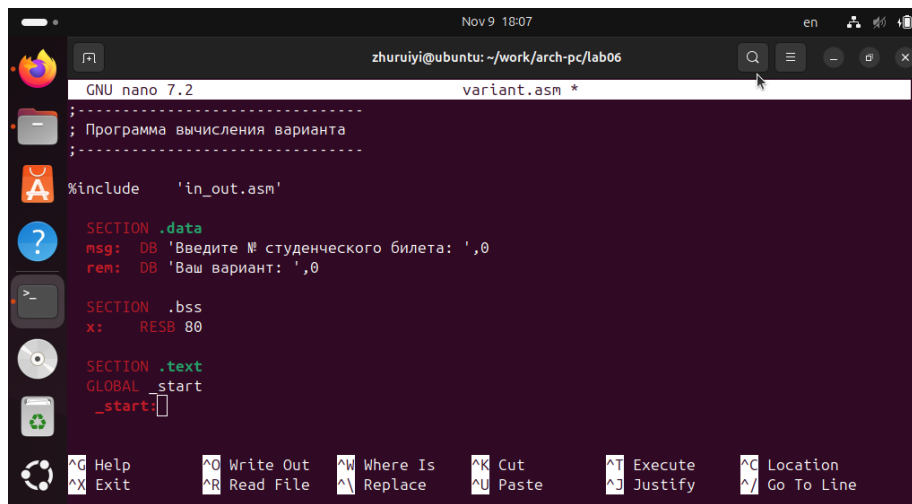 Nov 9 18:07
en
zhuruiyi@ubuntu: ~/work/arch-pc/lab06
GNU nano 7.2 variant.asm *
;--------------------------------
; Программа вычисления варианта
;--------------------------------
%include 'in_out.asm'
SECTION .data
msg: DB 'Введите № студенческого билета: ',0
rem: DB 'Ваш вариант: ',0
SECTION .bss
x: RESB 80
SECTION .text
GLOBAL _start
_start:
^G Help ^O Write Out ^W Where Is ^K Cut ^T Execute ^C Location
^X Exit ^R Read File ^\ Replace ^U Paste ^J Justify ^/ Go To Line